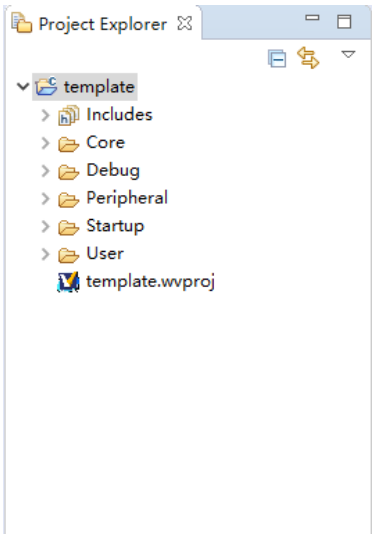 Project Explorer
template
Includes
Core
Debug
Peripheral
Startup
User
template.wvproj